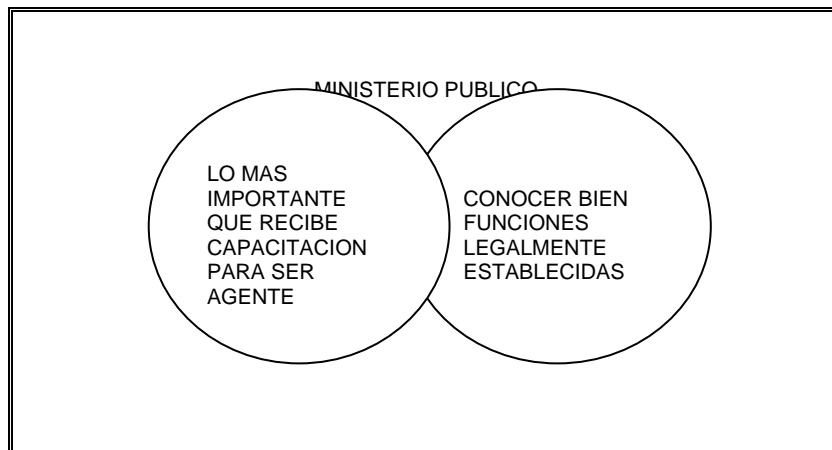 MINISTERIO PUBLICO
LO MAS
IMPORTANTE
QUE RECIBE
CAPACITACION
PARA SER
AGENTE
CONOCER BIEN
FUNCIONES
LEGALMENTE
ESTABLECIDAS